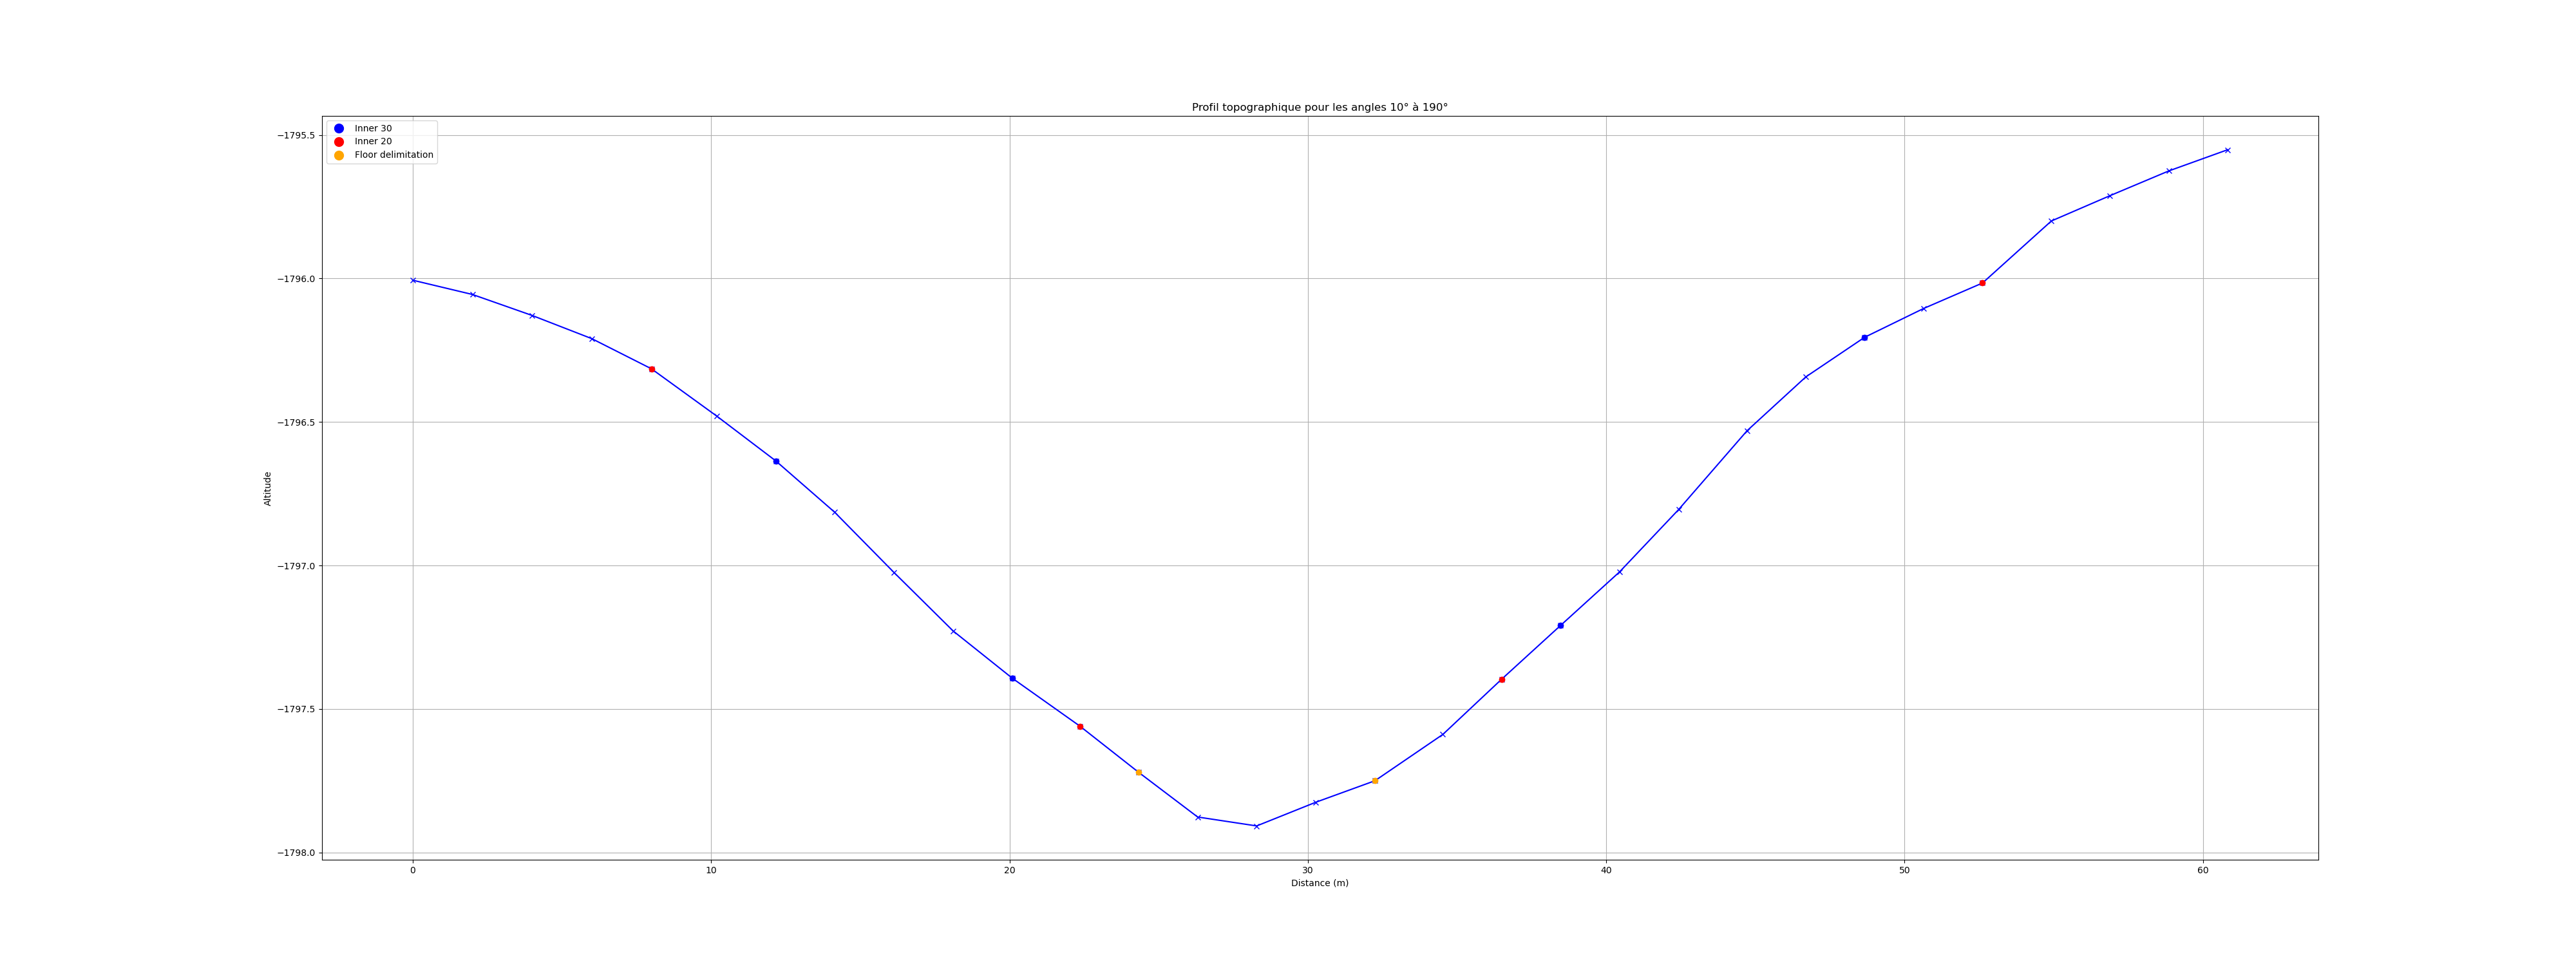 Profil topographique pour les angles 10° à 190°
Inner 30
Inner 20
Floor delimitation
−1795.5
−1796.0
−1796.5
−1797.0
−1797.5
−1798.0
Altitude
0 10 20 30 40 50 60
Distance (m)